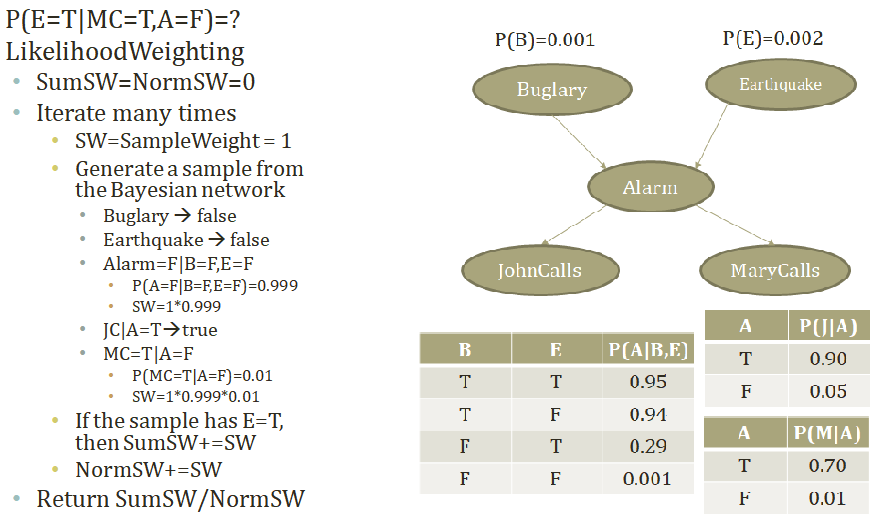 P(E=T|MC=T,A=F)=?
LikelihoodWeighting
• SumSW=NormSW=0
• Iterate many times
• SW=SampleWeight = 1
• Generate a sample from
the Bayesian network
• Buglary → false
• Earthquake → false
• Alarm=F|B=F,E=F
• P(A=F|B=F,E=F)=0.999
• SW=1*0.999
• JC|A=T→true
• MC=T|A=F
• P(MC=T|A=F)=0.01
• SW=1*0.999*0.01
• If the sample has E=T,
then SumSW+=SW
• NormSW+=SW
• Return SumSW/NormSW
P(B)=0.001
P(E)=0.002
Buglary
Earthquake
Alarm
JohnCalls
MaryCalls
B E P(A|B,E)
T T 0.95
T F 0.94
F T 0.29
F F 0.001
A P(J|A)
T 0.90
F 0.05
A P(M|A)
T 0.70
F 0.01